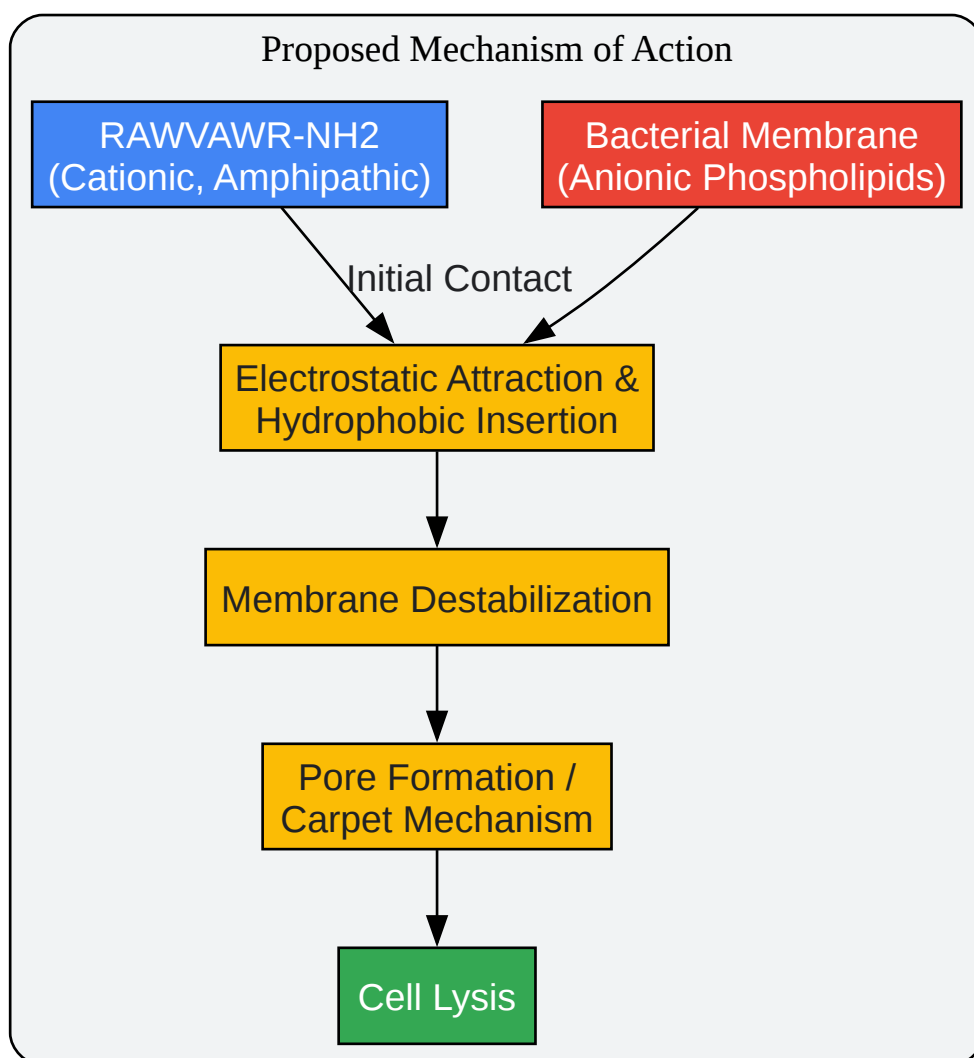 Proposed Mechanism of Action
RAWVAWR-NH2
(Cationic, Amphipathic)
Bacterial Membrane
(Anionic Phospholipids)
Initial Contact
Electrostatic Attraction &
Hydrophobic Insertion
Membrane Destabilization
Pore Formation /
Carpet Mechanism
Cell Lysis